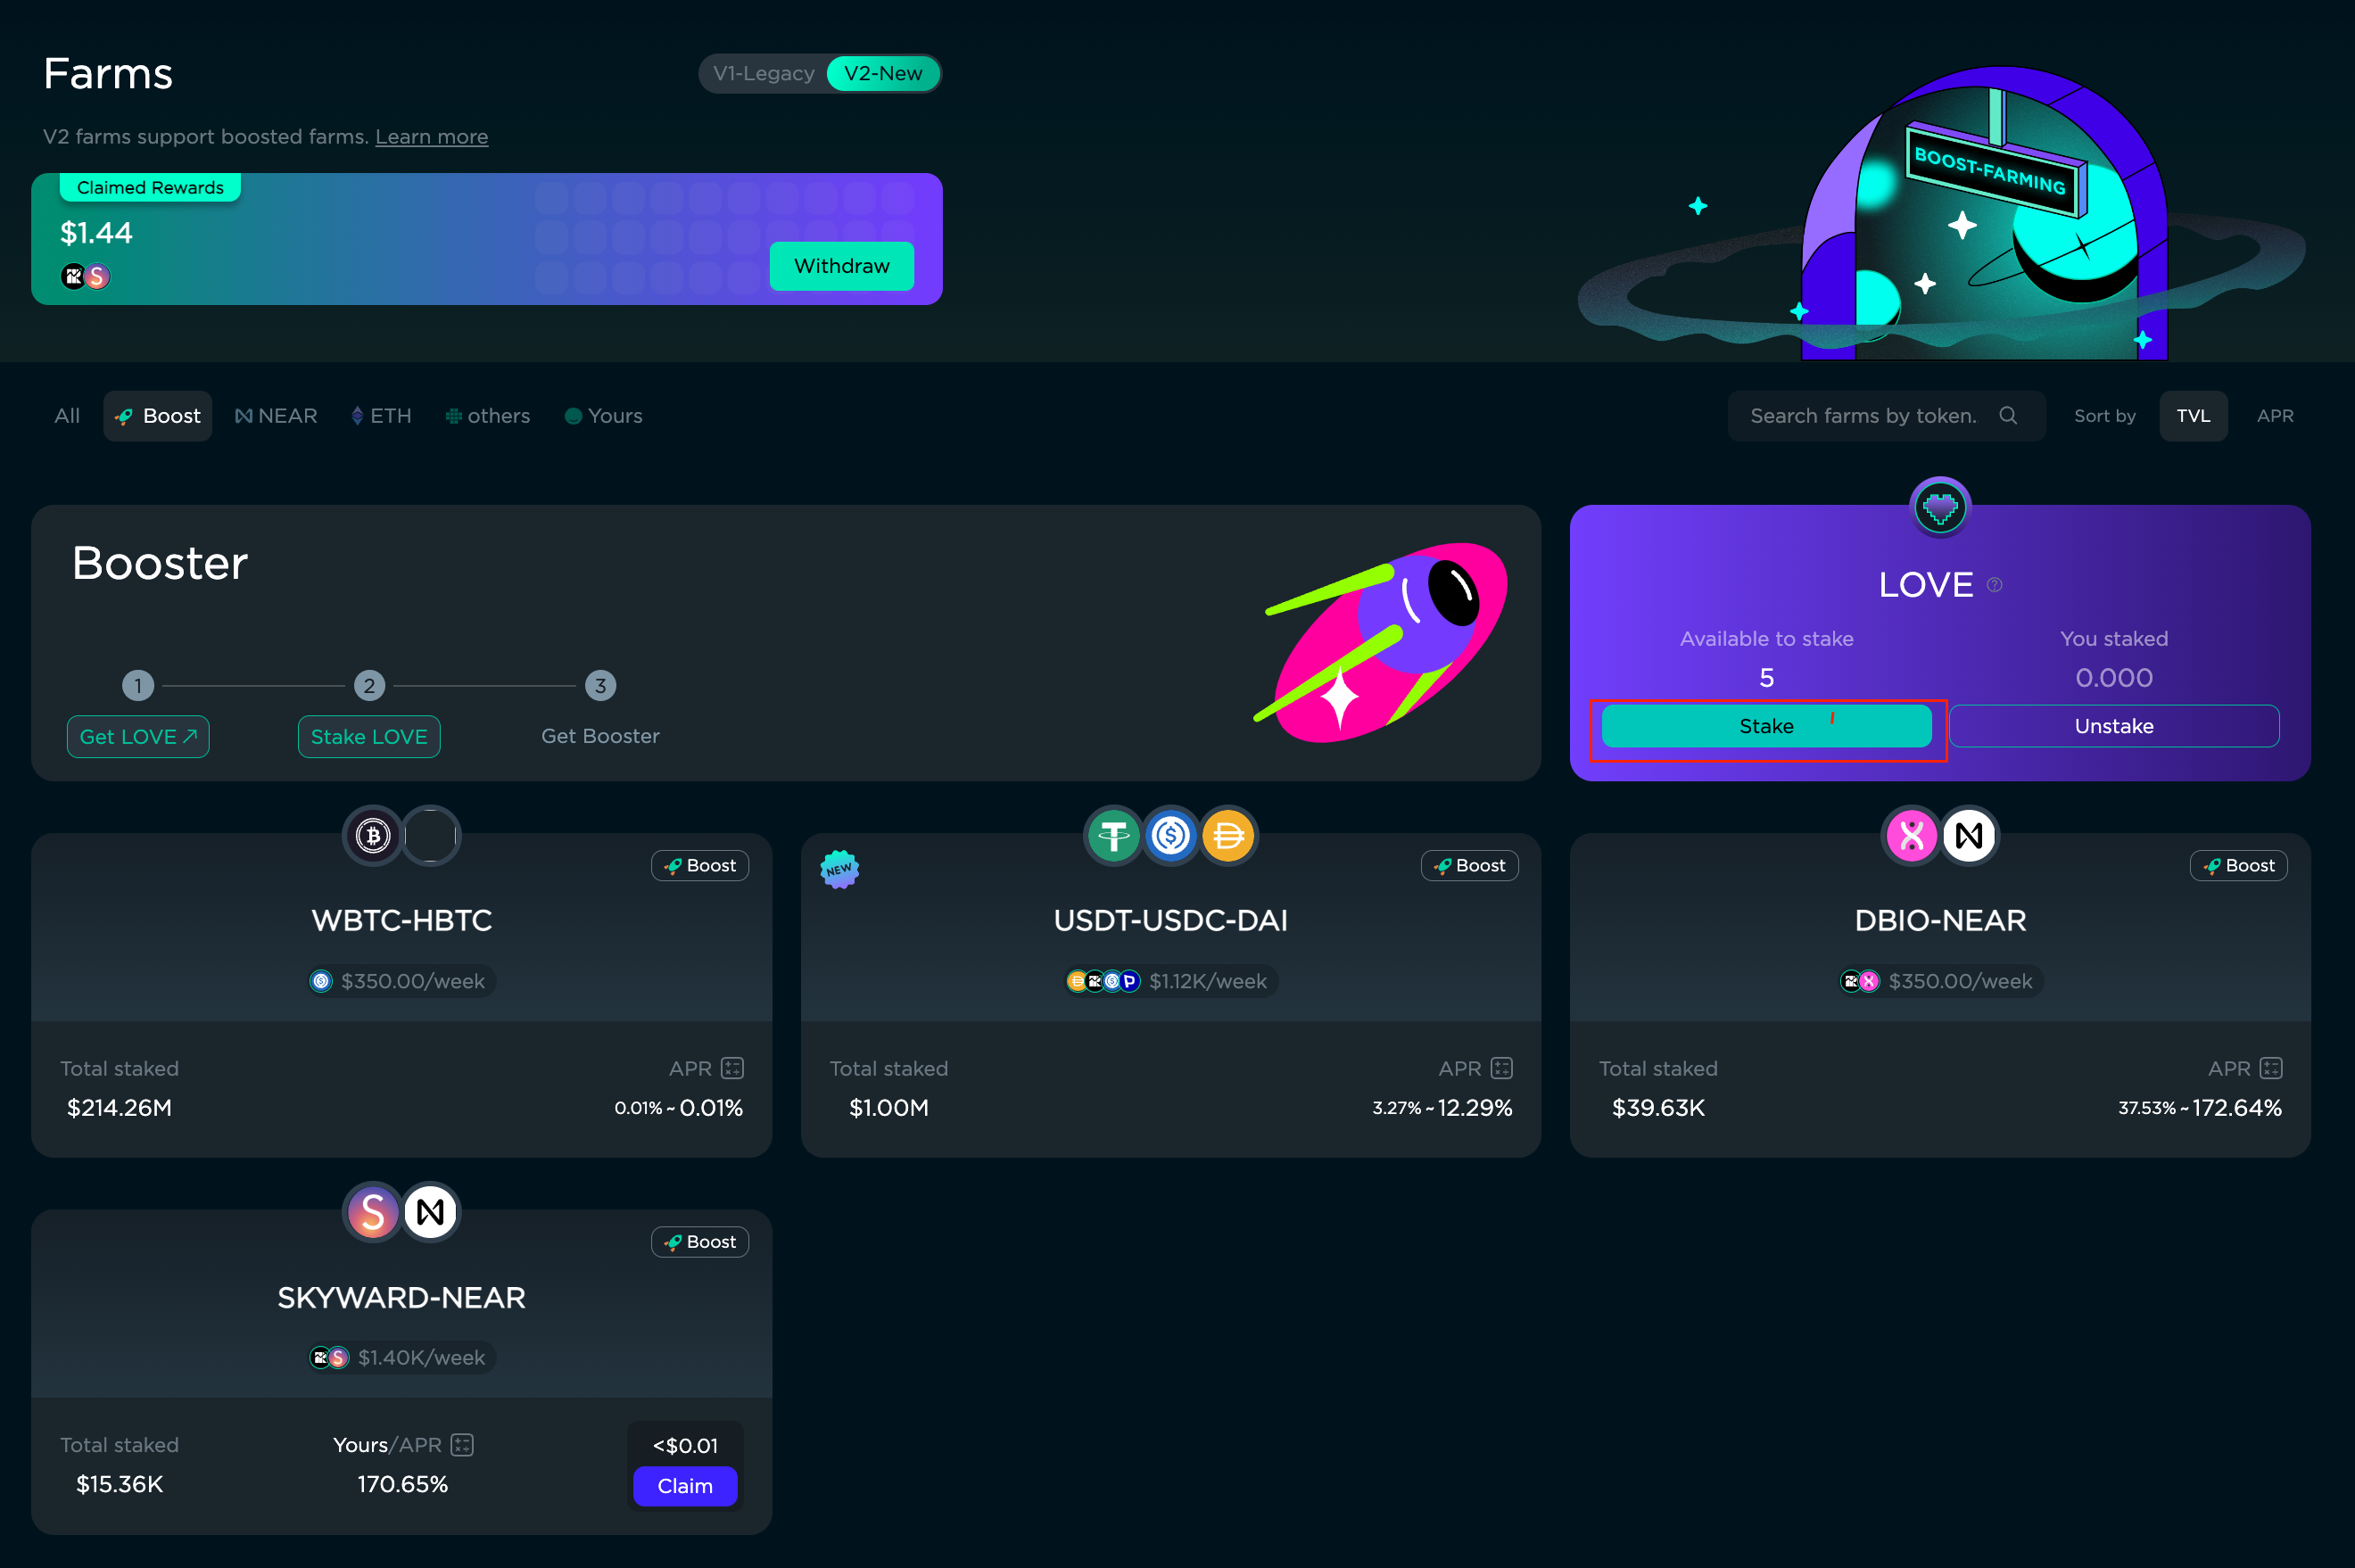 Farms
V1-Legacy V2-New
V2 farms support boosted farms. Learn more
Claimed Rewards
$1.44
Withdraw
BOOST-FARMING
All Boost NEAR ETH others Yours
Search farms by token. Sort by TVL APR
Booster
1 2 3
Get LOVE Stake LOVE Get Booster
LOVE ?
Available to stake You staked
5 0.000
Stake Unstake
Boost
WBTC-HBTC
$350.00/week
Total staked APR
$214.26M 0.01% ~ 0.01%
NEW
Boost
USDT-USDC-DAI
$1.12K/week
Total staked APR
$1.00M 3.27% ~ 12.29%
Boost
DBIO-NEAR
$350.00/week
Total staked APR
$39.63K 37.53% ~ 172.64%
Boost
SKYWARD-NEAR
$1.40K/week
Total staked Yours/APR <$0.01
$15.36K 170.65% Claim